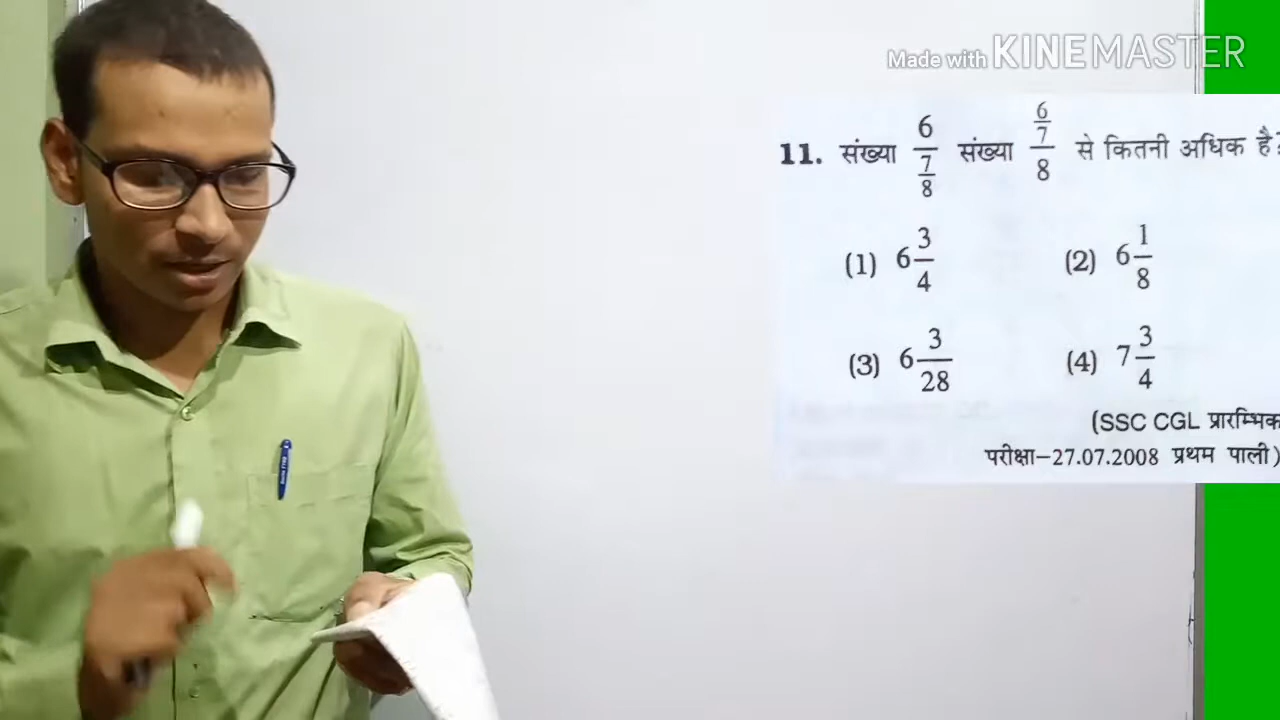 Made with KINEMASTER
11. संख्या 6/(7/8) संख्या (6/7)/8 से कितनी अधिक है?
(1) 6 3/4 (2) 6 1/8
(3) 6 3/28 (4) 7 3/4
(SSC CGL प्रारम्भिक
परीक्षा–27.07.2008 प्रथम पाली)